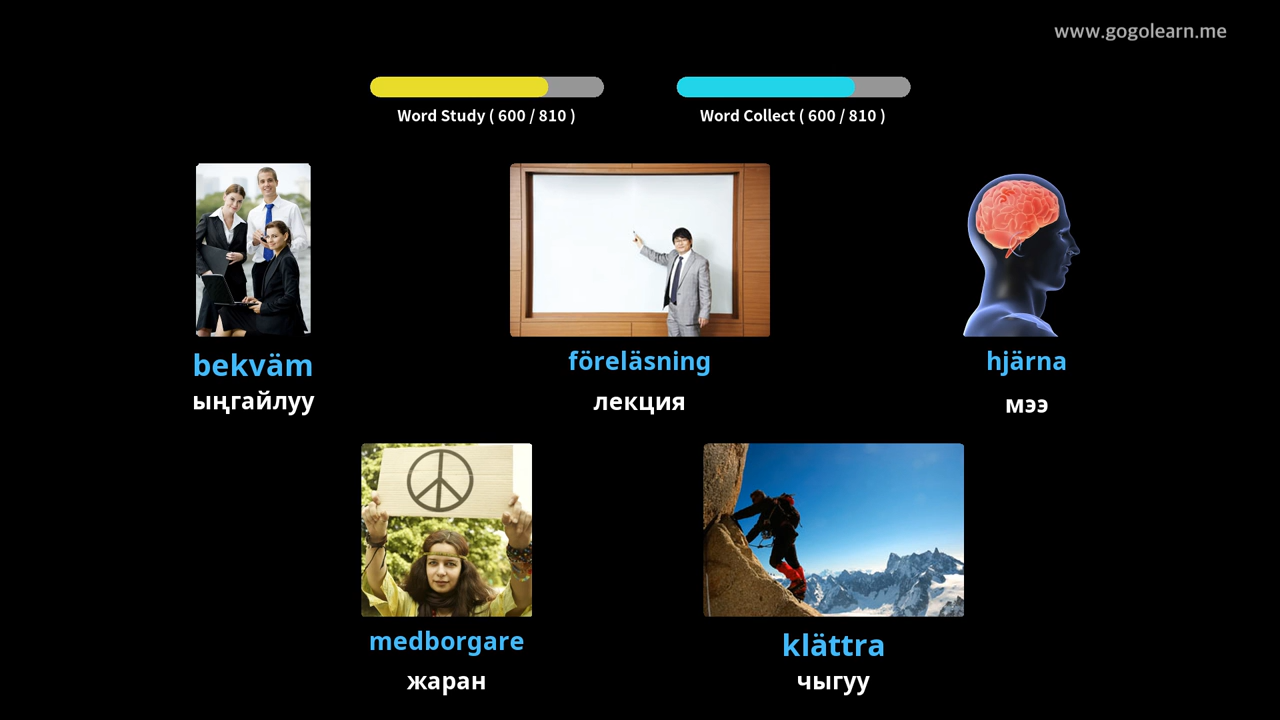 www.gogolearn.me
Word Study ( 600 / 810 )
Word Collect ( 600 / 810 )
bekväm
ыңгайлуу
föreläsning
лекция
hjärna
мээ
medborgare
жаран
klättra
чыгуу